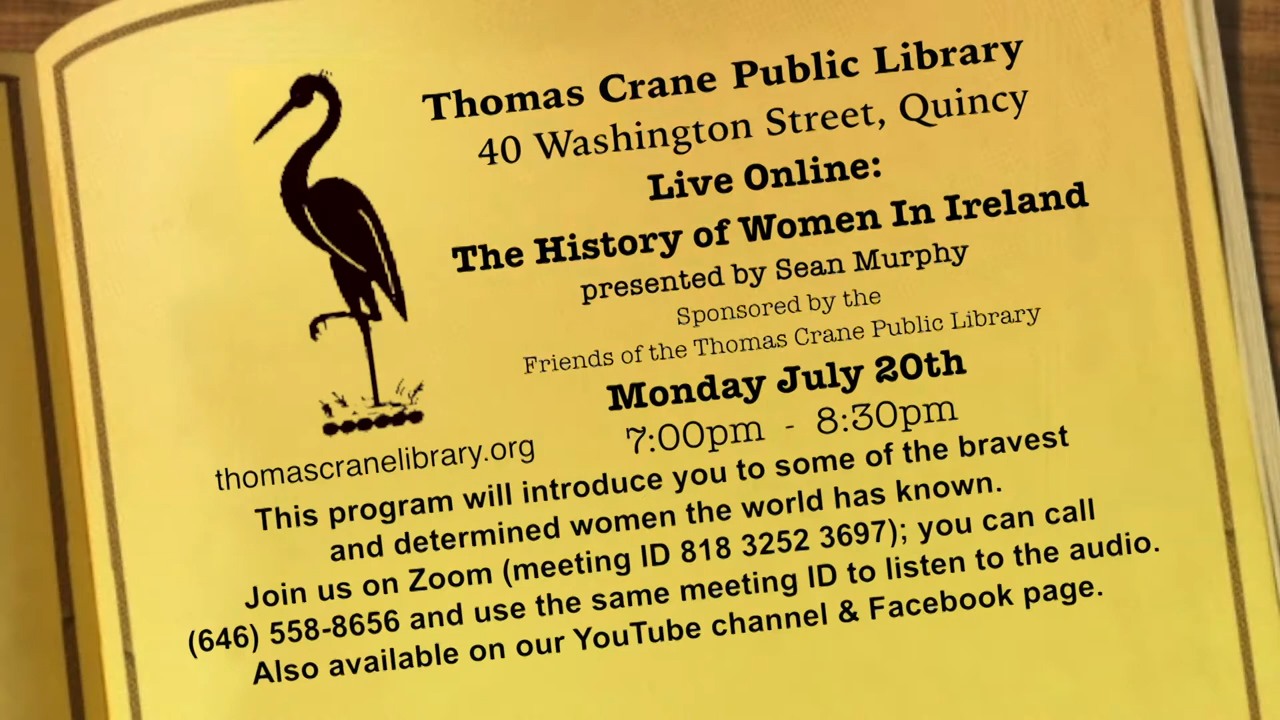 Thomas Crane Public Library
40 Washington Street, Quincy
Live Online:
The History of Women In Ireland
presented by Sean Murphy
Sponsored by the
Friends of the Thomas Crane Public Library
Monday July 20th
7:00pm - 8:30pm
thomascranelibrary.org
This program will introduce you to some of the bravest
and determined women the world has known.
Join us on Zoom (meeting ID 818 3252 3697); you can call
(646) 558-8656 and use the same meeting ID to listen to the audio.
Also available on our YouTube channel & Facebook page.